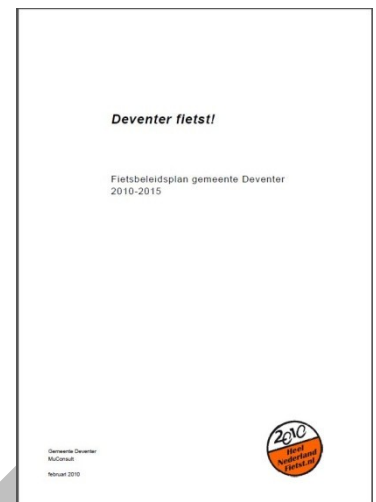 Deventer fietst!
Fietsbeleidsplan gemeente Deventer
2010-2015
Gemeente Deventer
MuConsult
februari 2010
2010
Heel
Nederland
Fietst.nl